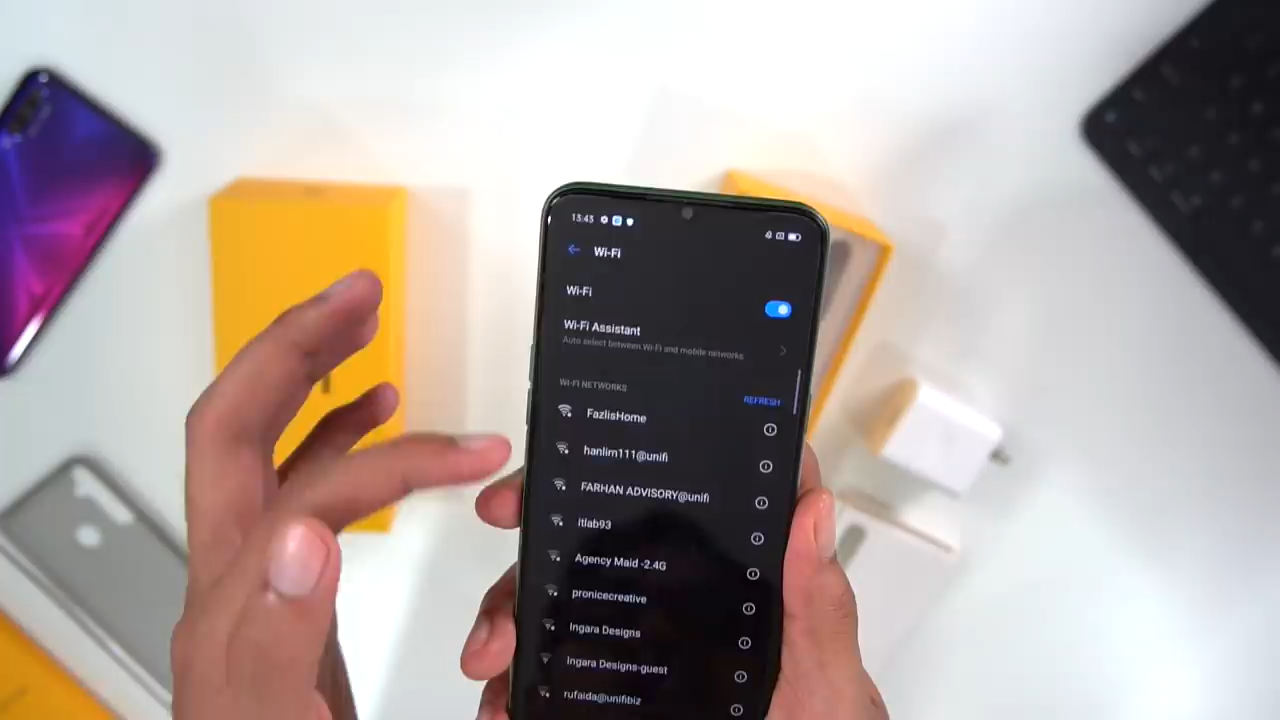 13:43
Wi-Fi
Wi-Fi
Wi-Fi Assistant
Auto select between Wi-Fi and mobile networks
WI-FI NETWORKS
REFRESH
FazlisHome
hanlim111@unifi
FARHAN ADVISORY@unifi
itlab93
Agency Maid -2.4G
pronicecreative
Ingara Designs
Ingara Designs-guest
rufaida@unifibiz